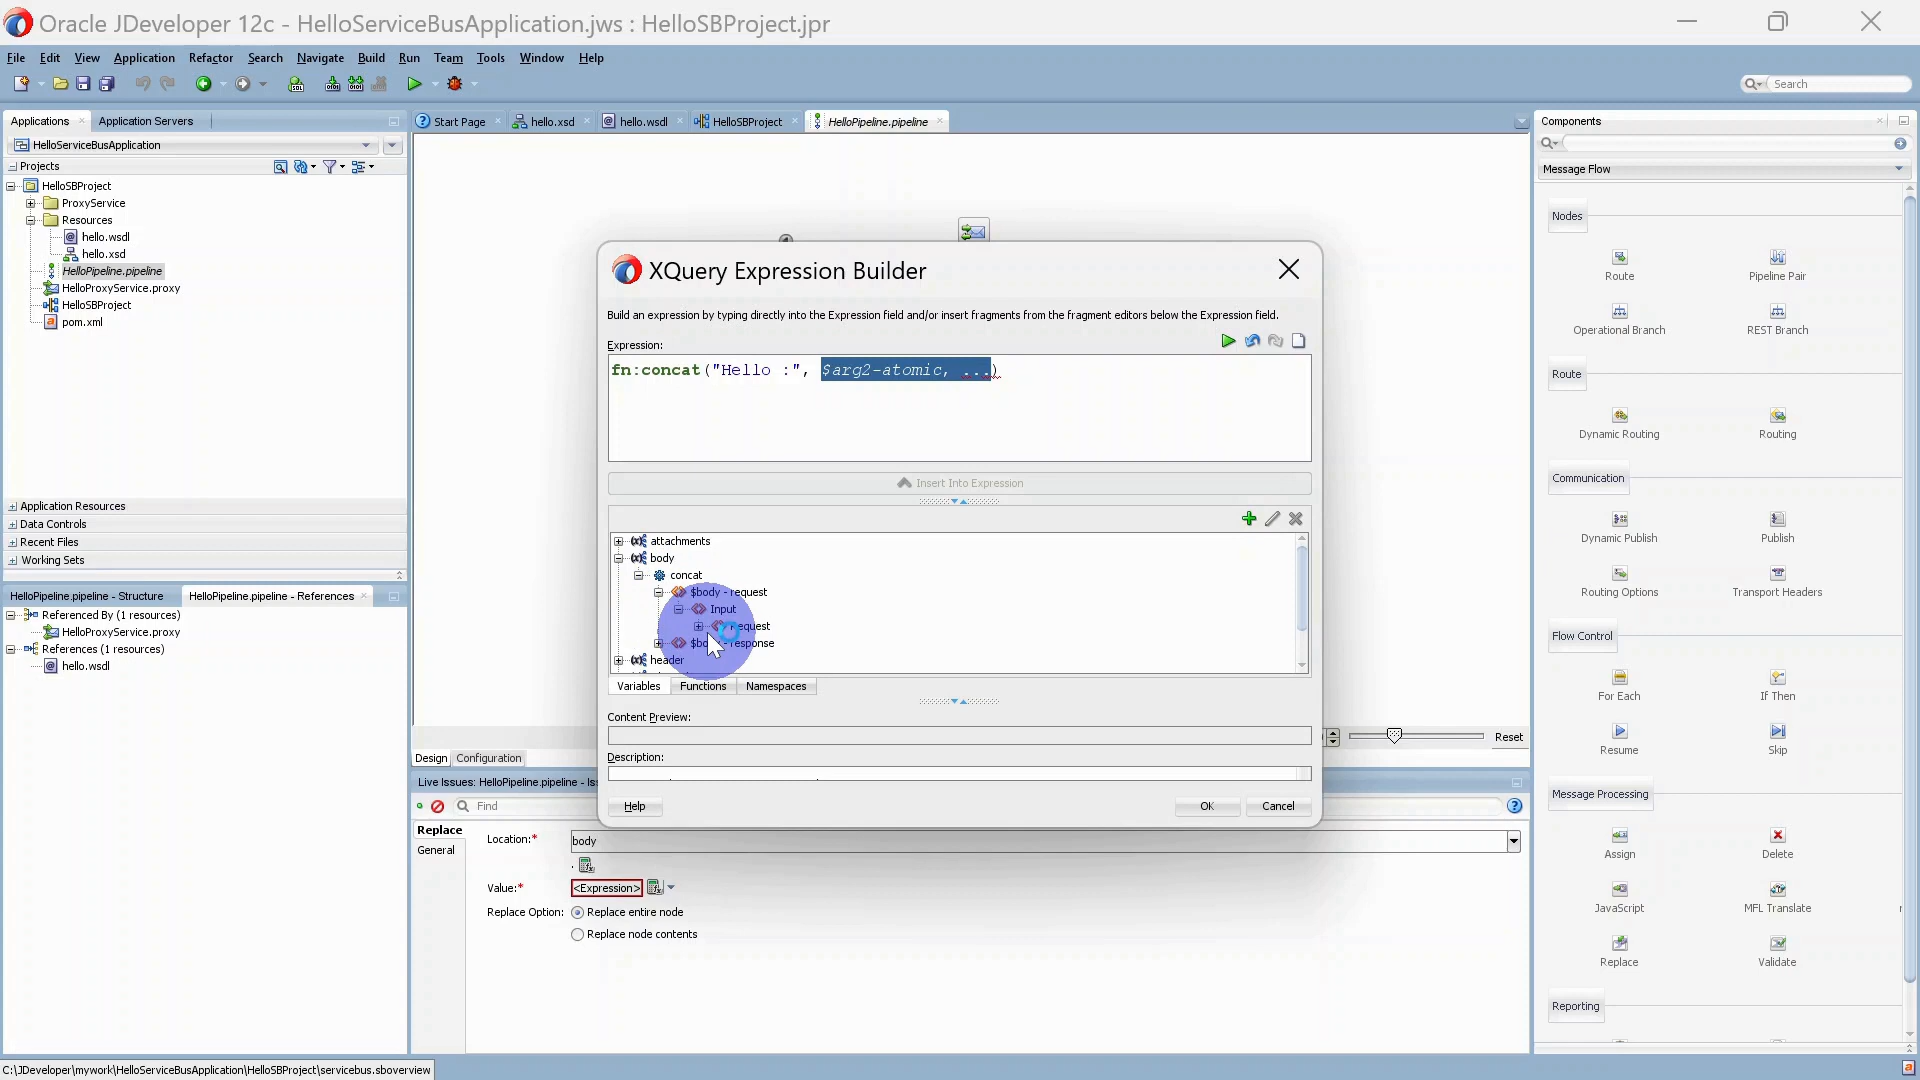 Oracle JDeveloper 12c - HelloServiceBusApplication.jws : HelloSBProject.jpr
File Edit View Application Refactor Search Navigate Build Run Team Tools Window Help
Search
Applications Application Servers
HelloServiceBusApplication
Projects
HelloSBProject
ProxyService
Resources
hello.wsdl
hello.xsd
HelloPipeline.pipeline
HelloProxyService.proxy
HelloSBProject
pom.xml
Application Resources
Data Controls
Recent Files
Working Sets
HelloPipeline.pipeline - Structure HelloPipeline.pipeline - References
Referenced By (1 resources)
HelloProxyService.proxy
References (1 resources)
hello.wsdl
Start Page hello.xsd hello.wsdl HelloSBProject HelloPipeline.pipeline
XQuery Expression Builder
Build an expression by typing directly into the Expression field and/or insert fragments from the fragment editors below the Expression field.
Expression:
fn:concat("Hello :", $arg2-atomic, ...)
Insert Into Expression
attachments
body
concat
$body - request
Input
header
Variables Functions Namespaces
Content Preview:
Description:
Help OK Cancel
Reset
Design Configuration
Live Issues: HelloPipeline.pipeline - Is
Find
Replace
General
Location:* body
Value:* <Expression>
Replace Option: Replace entire node
Replace node contents
Components
Message Flow
Nodes
Route Pipeline Pair
Operational Branch REST Branch
Route
Dynamic Routing Routing
Communication
Dynamic Publish Publish
Routing Options Transport Headers
Flow Control
For Each If Then
Resume Skip
Message Processing
Assign Delete
JavaScript MFL Translate
Replace Validate
Reporting
C:\JDeveloper\mywork\HelloServiceBusApplication\HelloSBProject\servicebus.sboverview